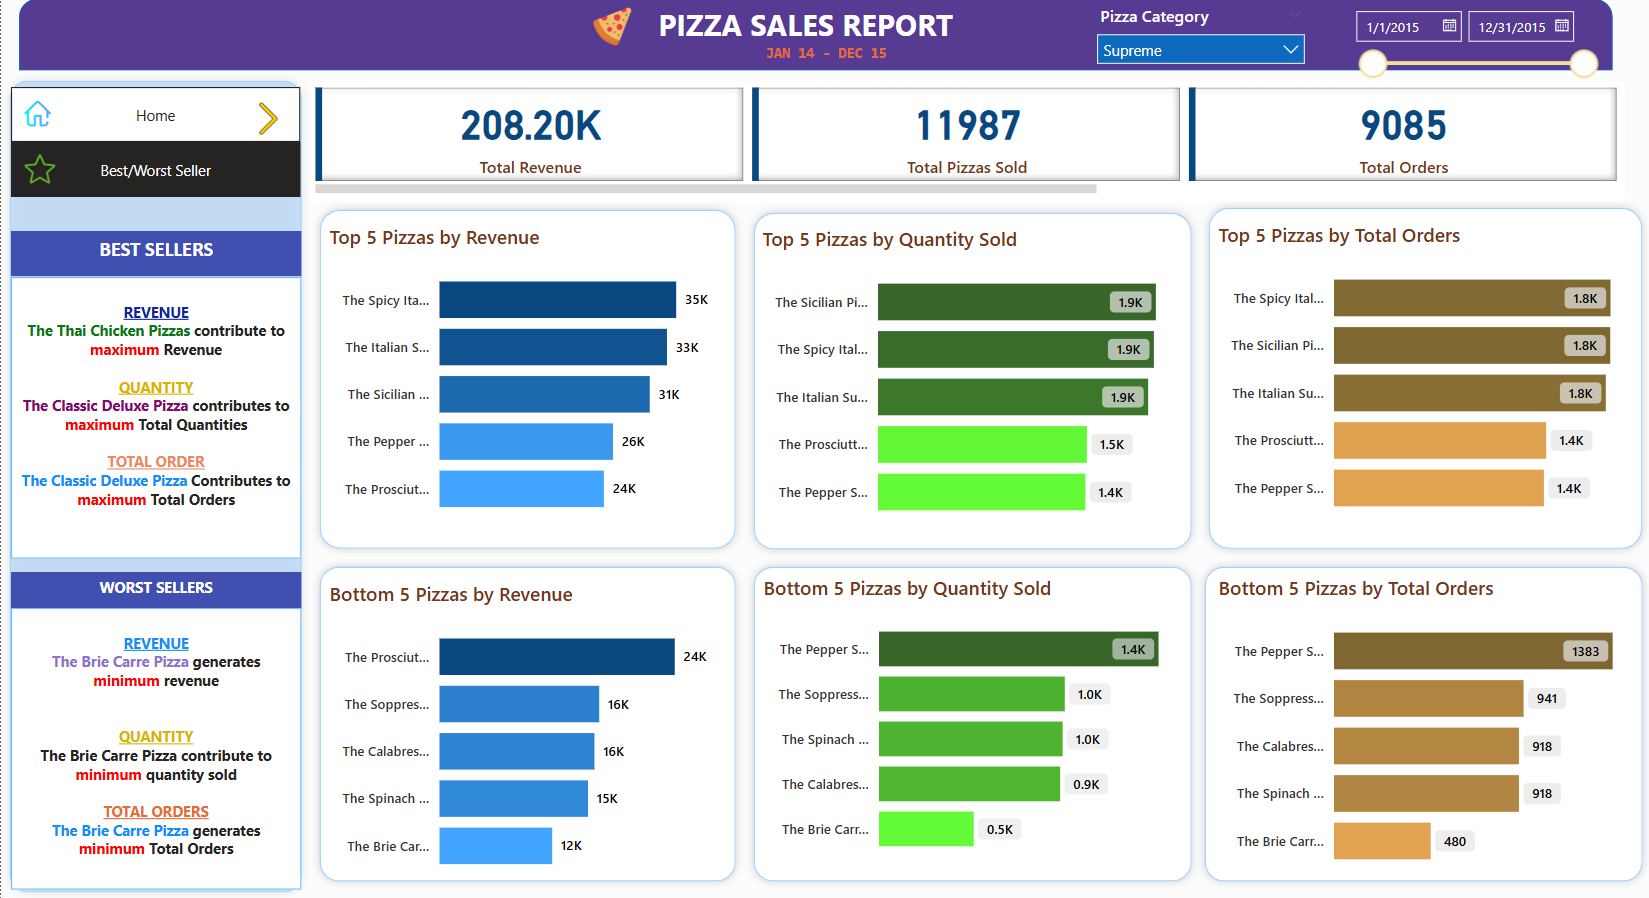 PIZZA SALES REPORT
JAN 14 - DEC 15
Pizza Category
Supreme
1/1/2015
12/31/2015
Home
Best/Worst Seller
208.20K
Total Revenue
11987
Total Pizzas Sold
9085
Total Orders
BEST SELLERS
REVENUE
The Thai Chicken Pizzas contribute to
maximum Revenue
QUANTITY
The Classic Deluxe Pizza contributes to
maximum Total Quantities
TOTAL ORDER
The Classic Deluxe Pizza Contributes to
maximum Total Orders
WORST SELLERS
REVENUE
The Brie Carre Pizza generates
minimum revenue
QUANTITY
The Brie Carre Pizza contribute to
minimum quantity sold
TOTAL ORDERS
The Brie Carre Pizza generates
minimum Total Orders
Top 5 Pizzas by Revenue
The Spicy Ita... 35K
The Italian S... 33K
The Sicilian ... 31K
The Pepper ... 26K
The Prosciut... 24K
Top 5 Pizzas by Quantity Sold
The Sicilian Pi... 1.9K
The Spicy Ital... 1.9K
The Italian Su... 1.9K
The Prosciutt... 1.5K
The Pepper S... 1.4K
Top 5 Pizzas by Total Orders
The Spicy Ital... 1.8K
The Sicilian Pi... 1.8K
The Italian Su... 1.8K
The Prosciutt... 1.4K
The Pepper S... 1.4K
Bottom 5 Pizzas by Revenue
The Prosciut... 24K
The Soppres... 16K
The Calabres... 16K
The Spinach ... 15K
The Brie Car... 12K
Bottom 5 Pizzas by Quantity Sold
The Pepper S... 1.4K
The Soppress... 1.0K
The Spinach ... 1.0K
The Calabres... 0.9K
The Brie Carr... 0.5K
Bottom 5 Pizzas by Total Orders
The Pepper S... 1383
The Soppress... 941
The Calabres... 918
The Spinach ... 918
The Brie Carr... 480